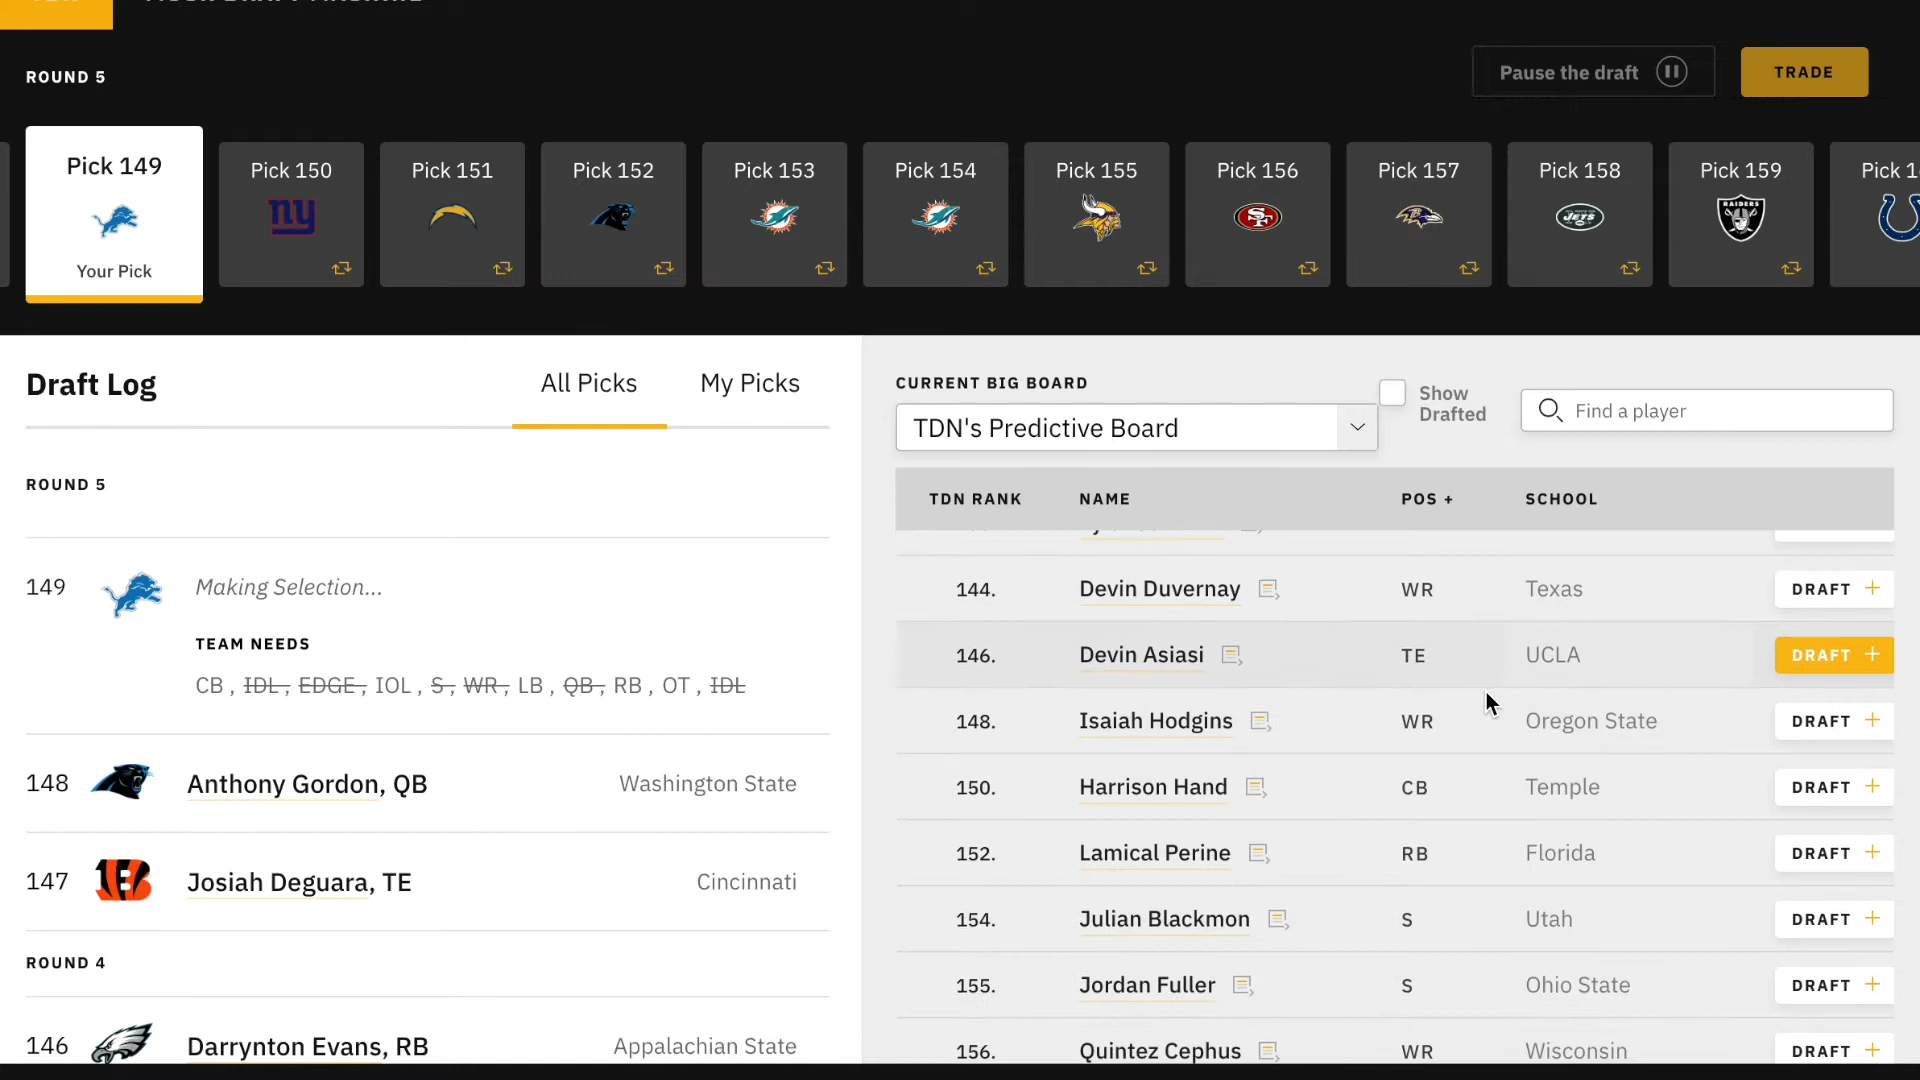 ROUND 5
Pause the draft
TRADE
Pick 149
Your Pick
Pick 150
ny
Pick 151
Pick 152
Pick 153
Pick 154
Pick 155
Pick 156
SF
Pick 157
Pick 158
JETS
Pick 159
RAIDERS
Draft Log
All Picks
My Picks
ROUND 5
149
Making Selection...
TEAM NEEDS
CB , IDL , EDGE , IOL , S , WR , LB , QB , RB , OT , IDL
148 Anthony Gordon, QB Washington State
147 Josiah Deguara, TE Cincinnati
ROUND 4
146 Darrynton Evans, RB Appalachian State
CURRENT BIG BOARD
TDN's Predictive Board
Show
Drafted
Find a player
TDN RANK NAME POS + SCHOOL
144. Devin Duvernay WR Texas DRAFT +
146. Devin Asiasi TE UCLA DRAFT +
148. Isaiah Hodgins WR Oregon State DRAFT +
150. Harrison Hand CB Temple DRAFT +
152. Lamical Perine RB Florida DRAFT +
154. Julian Blackmon S Utah DRAFT +
155. Jordan Fuller S Ohio State DRAFT +
156. Quintez Cephus WR Wisconsin DRAFT +